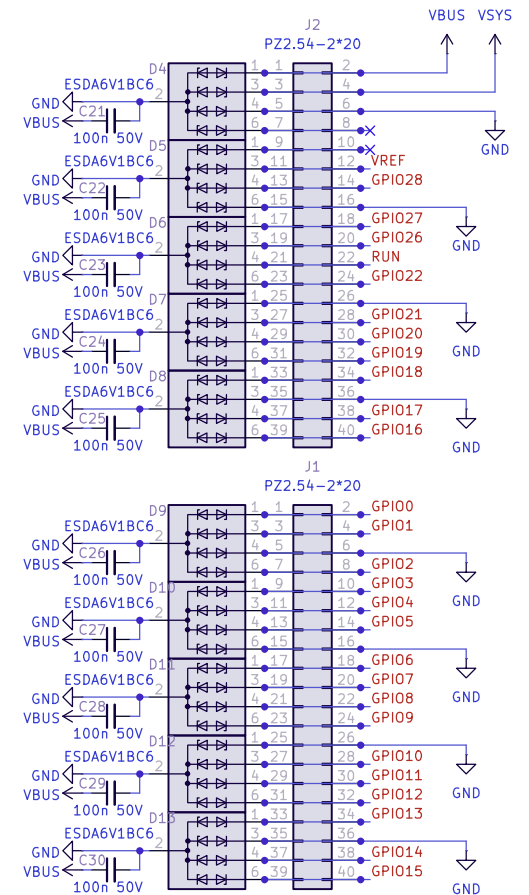 VBUS VSYS
J2
PZ2.54-2*20
D4 1 1 2
ESDA6V1BC6 3 3 4
GND 2 4 5 6
C21
VBUS 6 7 8
100n 50V GND
D5 1 9 10
ESDA6V1BC6 3 11 12 VREF
GND 2 4 13 14 GPIO28
C22
VBUS 6 15 16
100n 50V
D6 1 17 18 GPIO27
ESDA6V1BC6 3 19 20 GPIO26 GND
GND 2 4 21 22 RUN
C23
VBUS 6 23 24 GPIO22
100n 50V
D7 1 25 26
ESDA6V1BC6 3 27 28 GPIO21
GND 2 4 29 30 GPIO20
C24
VBUS 6 31 32 GPIO19 GND
100n 50V
D8 1 33 34 GPIO18
ESDA6V1BC6 3 35 36
GND 2 4 37 38 GPIO17
C25
VBUS 6 39 40 GPIO16
100n 50V GND
J1
PZ2.54-2*20
D9 1 1 2 GPIO0
ESDA6V1BC6 3 3 4 GPIO1
GND 2 4 5 6
C26
VBUS 6 7 8 GPIO2
100n 50V
D10 1 9 10 GPIO3
ESDA6V1BC6 3 11 12 GPIO4 GND
GND 2 4 13 14 GPIO5
C27
VBUS 6 15 16
100n 50V
D11 1 17 18 GPIO6
ESDA6V1BC6 3 19 20 GPIO7 GND
GND 2 4 21 22 GPIO8
C28
VBUS 6 23 24 GPIO9
100n 50V
D12 1 25 26
ESDA6V1BC6 3 27 28 GPIO10
GND 2 4 29 30 GPIO11
C29
VBUS 6 31 32 GPIO12 GND
100n 50V
D13 1 33 34 GPIO13
ESDA6V1BC6 3 35 36
GND 2 4 37 38 GPIO14
C30
VBUS 6 39 40 GPIO15
100n 50V GND